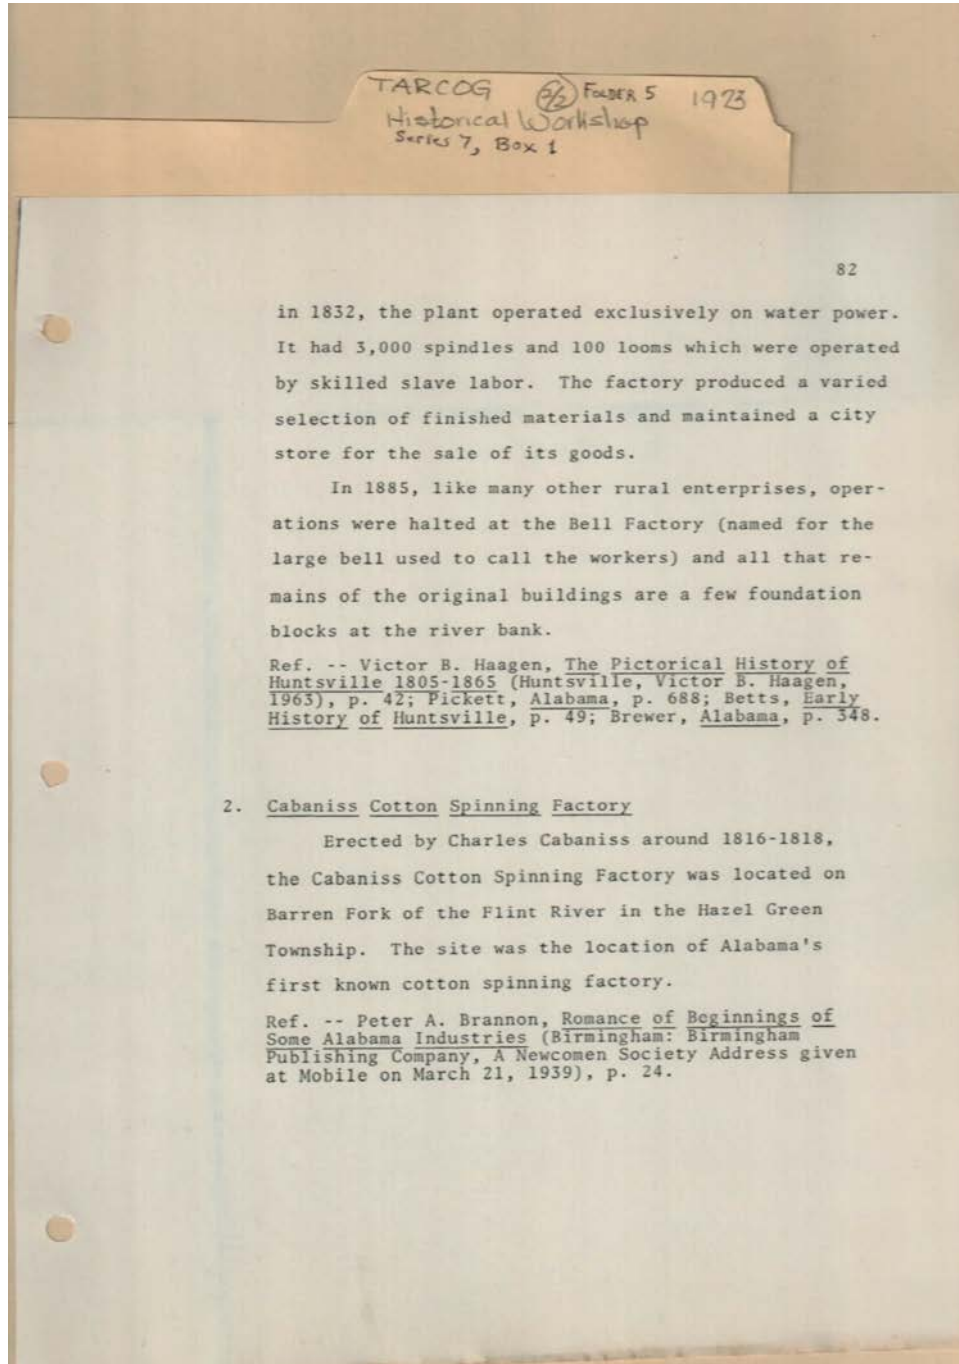 TARCOG 2/2 FOLDER 5 1973
Historical Workshop
Series 7, Box 1
82
in 1832, the plant operated exclusively on water power.
It had 3,000 spindles and 100 looms which were operated
by skilled slave labor. The factory produced a varied
selection of finished materials and maintained a city
store for the sale of its goods.
In 1885, like many other rural enterprises, oper-
ations were halted at the Bell Factory (named for the
large bell used to call the workers) and all that re-
mains of the original buildings are a few foundation
blocks at the river bank.
Ref. -- Victor B. Haagen, The Pictorical History of
Huntsville 1805-1865 (Huntsville, Victor B. Haagen,
1963), p. 42; Pickett, Alabama, p. 688; Betts, Early
History of Huntsville, p. 49; Brewer, Alabama, p. 348.
2. Cabaniss Cotton Spinning Factory
Erected by Charles Cabaniss around 1816-1818,
the Cabaniss Cotton Spinning Factory was located on
Barren Fork of the Flint River in the Hazel Green
Township. The site was the location of Alabama's
first known cotton spinning factory.
Ref. -- Peter A. Brannon, Romance of Beginnings of
Some Alabama Industries (Birmingham: Birmingham
Publishing Company, A Newcomen Society Address given
at Mobile on March 21, 1939), p. 24.